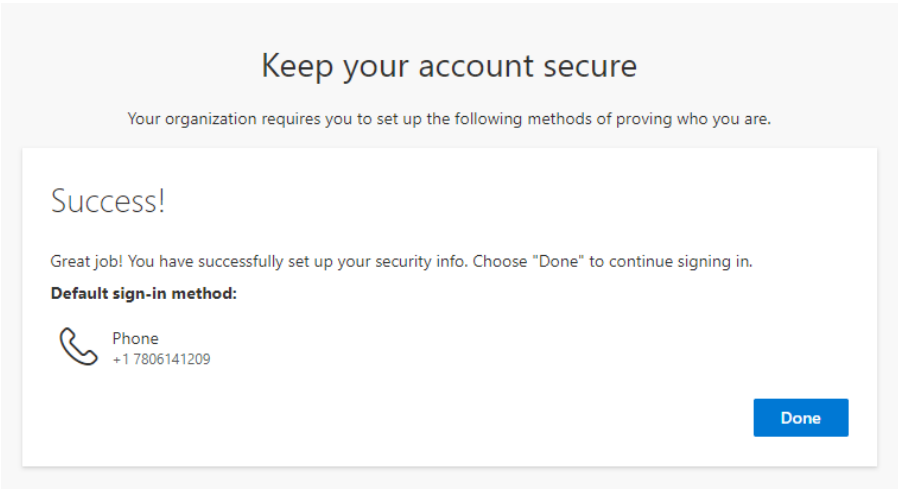 Keep your account secure
Your organization requires you to set up the following methods of proving who you are.
Success!
Great job! You have successfully set up your security info. Choose "Done" to continue signing in.
Default sign-in method:
Phone
+1 7806141209
Done